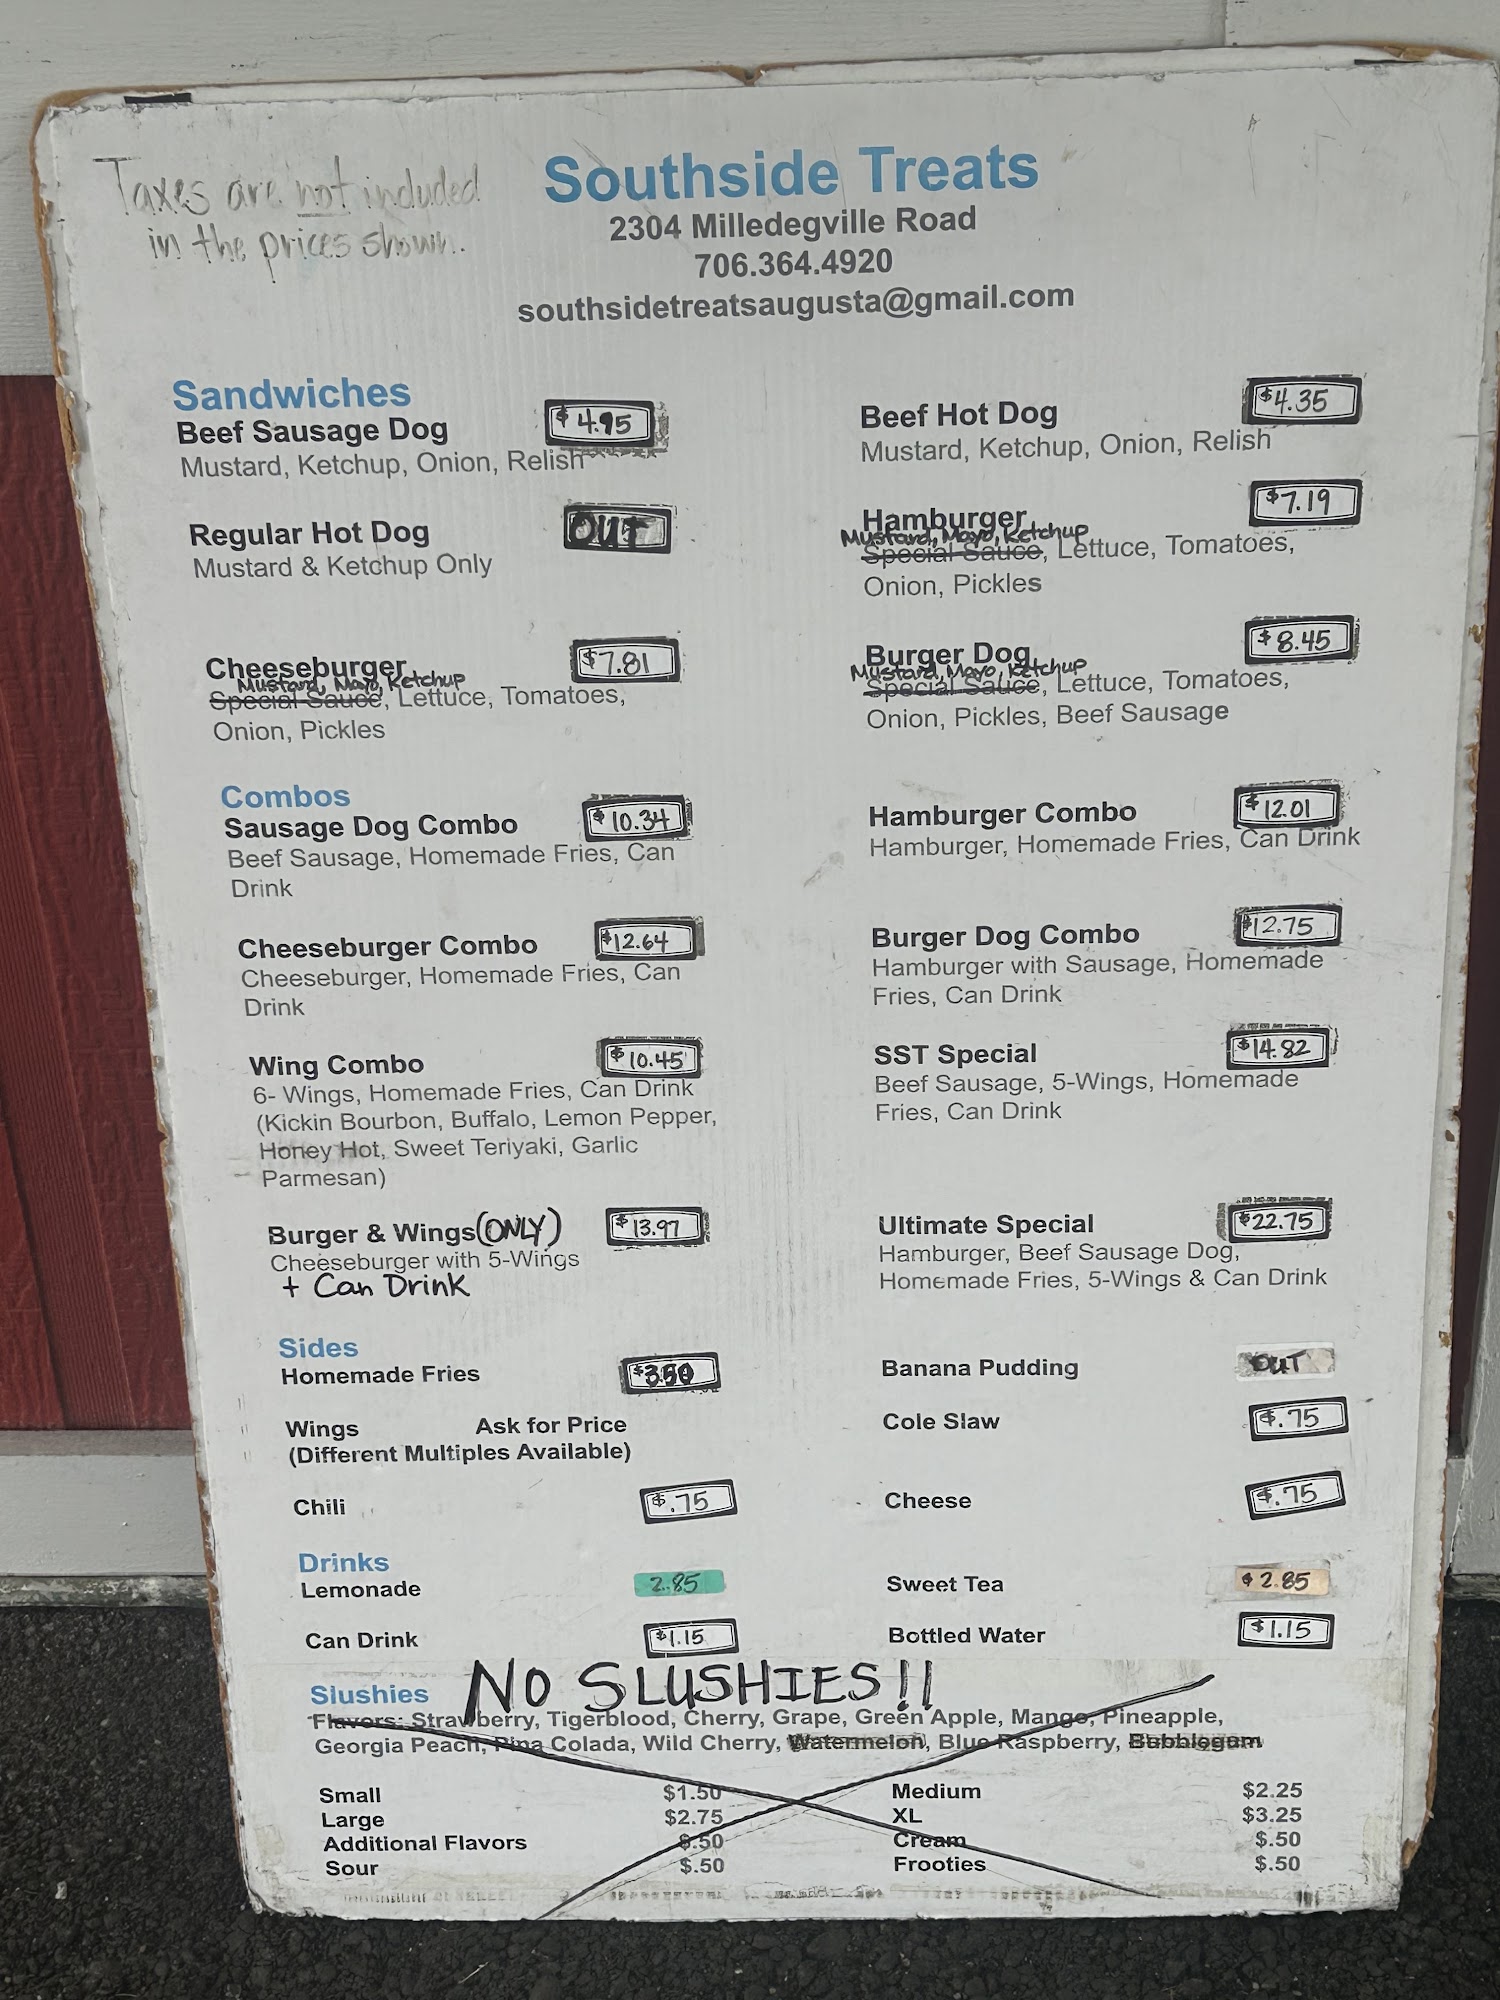 Taxes are not included
in the prices shown.
Southside Treats
2304 Milledegville Road
706.364.4920
southsidetreatsaugusta@gmail.com
Sandwiches
Beef Sausage Dog $4.95
Mustard, Ketchup, Onion, Relish
Beef Hot Dog $4.35
Mustard, Ketchup, Onion, Relish
Regular Hot Dog OUT
Mustard & Ketchup Only
Hamburger $7.19
Mustard, Mayo, Ketchup
Special Sauce, Lettuce, Tomatoes,
Onion, Pickles
Cheeseburger $7.81
Mustard, Mayo, Ketchup
Special Sauce, Lettuce, Tomatoes,
Onion, Pickles
Burger Dog $8.45
Mustard, Mayo, Ketchup
Special Sauce, Lettuce, Tomatoes,
Onion, Pickles, Beef Sausage
Combos
Sausage Dog Combo $10.34
Beef Sausage, Homemade Fries, Can
Drink
Hamburger Combo $12.01
Hamburger, Homemade Fries, Can Drink
Cheeseburger Combo $12.64
Cheeseburger, Homemade Fries, Can
Drink
Burger Dog Combo $12.75
Hamburger with Sausage, Homemade
Fries, Can Drink
Wing Combo $10.45
6- Wings, Homemade Fries, Can Drink
(Kickin Bourbon, Buffalo, Lemon Pepper,
Honey Hot, Sweet Teriyaki, Garlic
Parmesan)
SST Special $14.82
Beef Sausage, 5-Wings, Homemade
Fries, Can Drink
Burger & Wings (ONLY) $13.97
Cheeseburger with 5-Wings
+ Can Drink
Ultimate Special $22.75
Hamburger, Beef Sausage Dog,
Homemade Fries, 5-Wings & Can Drink
Sides
Homemade Fries $3.50
Banana Pudding OUT
Wings Ask for Price
(Different Multiples Available)
Cole Slaw $.75
Chili $.75
Cheese $.75
Drinks
Lemonade 2.85
Sweet Tea $2.85
Can Drink $1.15
Bottled Water $1.15
NO SLUSHIES!!
Slushies
Flavors: Strawberry, Tigerblood, Cherry, Grape, Green Apple, Mango, Pineapple,
Georgia Peach, Pina Colada, Wild Cherry, Watermelon, Blue Raspberry, Bubblegum
Small $1.50 Medium $2.25
Large $2.75 XL $3.25
Additional Flavors $.50 Cream $.50
Sour $.50 Frooties $.50